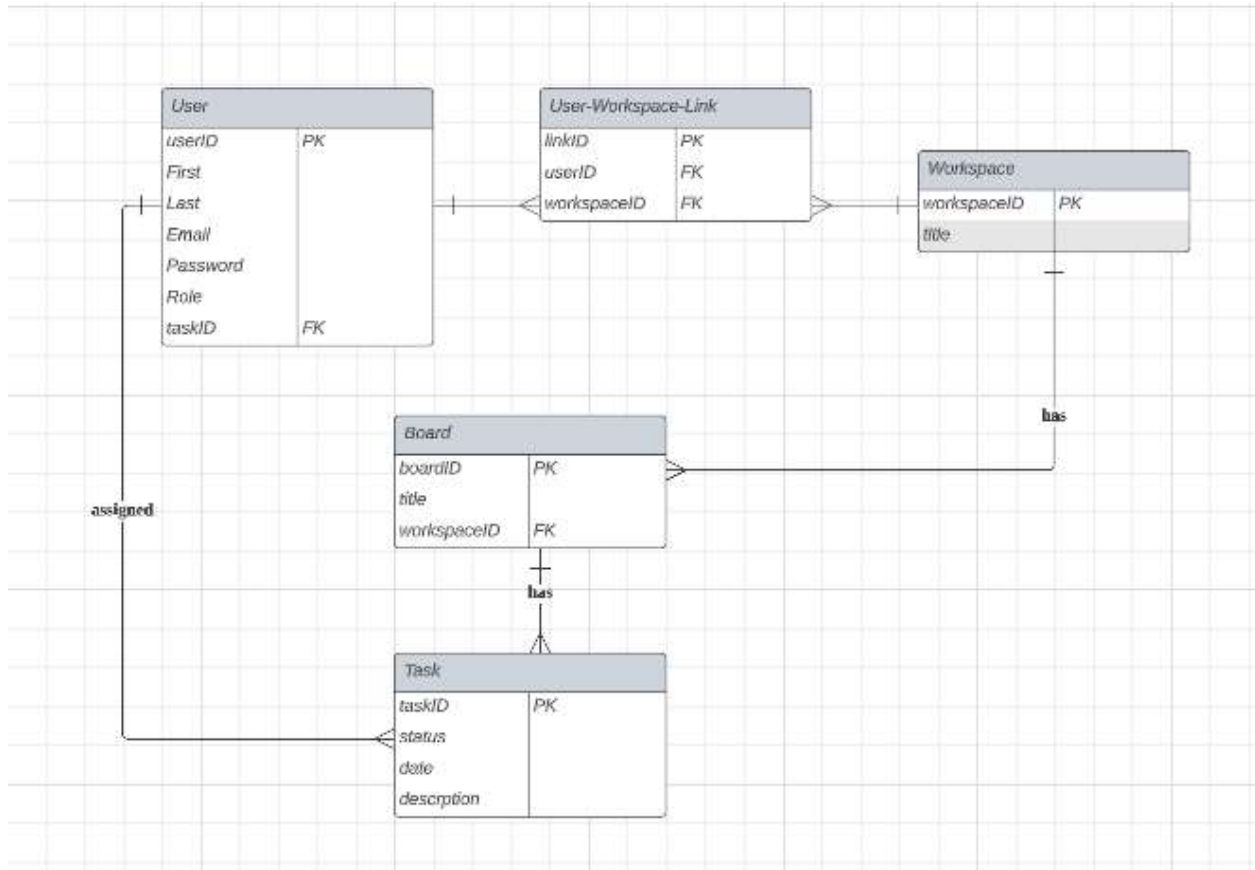 User
userID PK
First
Last
Email
Password
Role
taskID FK
User-Workspace-Link
linkID PK
userID FK
workspaceID FK
Workspace
workspaceID PK
title
has
assigned
Board
boardID PK
title
workspaceID FK
has
Task
taskID PK
status
date
descrption